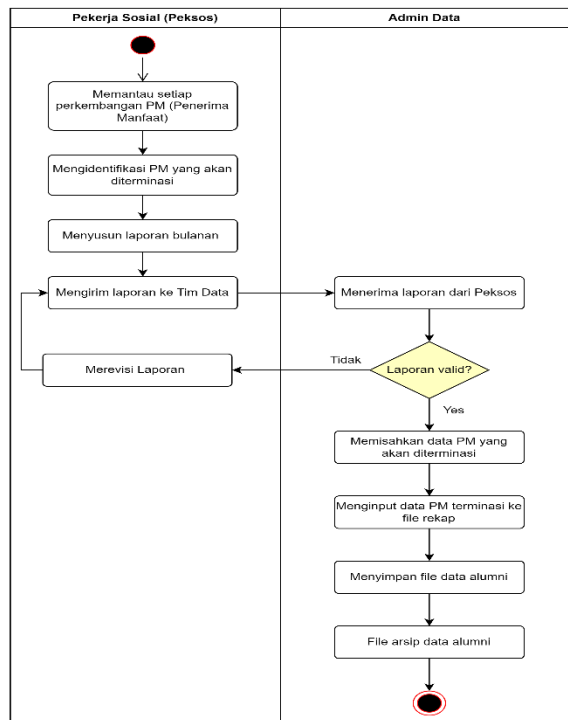 Pekerja Sosial (Peksos)
Admin Data
Memantau setiap
perkembangan PM (Penerima
Manfaat)
Mengidentifikasi PM yang akan
diterminasi
Menyusun laporan bulanan
Mengirim laporan ke Tim Data
Menerima laporan dari Peksos
Merevisi Laporan
Tidak
Laporan valid?
Yes
Memisahkan data PM yang
akan diterminasi
Menginput data PM terminasi ke
file rekap
Menyimpan file data alumni
File arsip data alumni